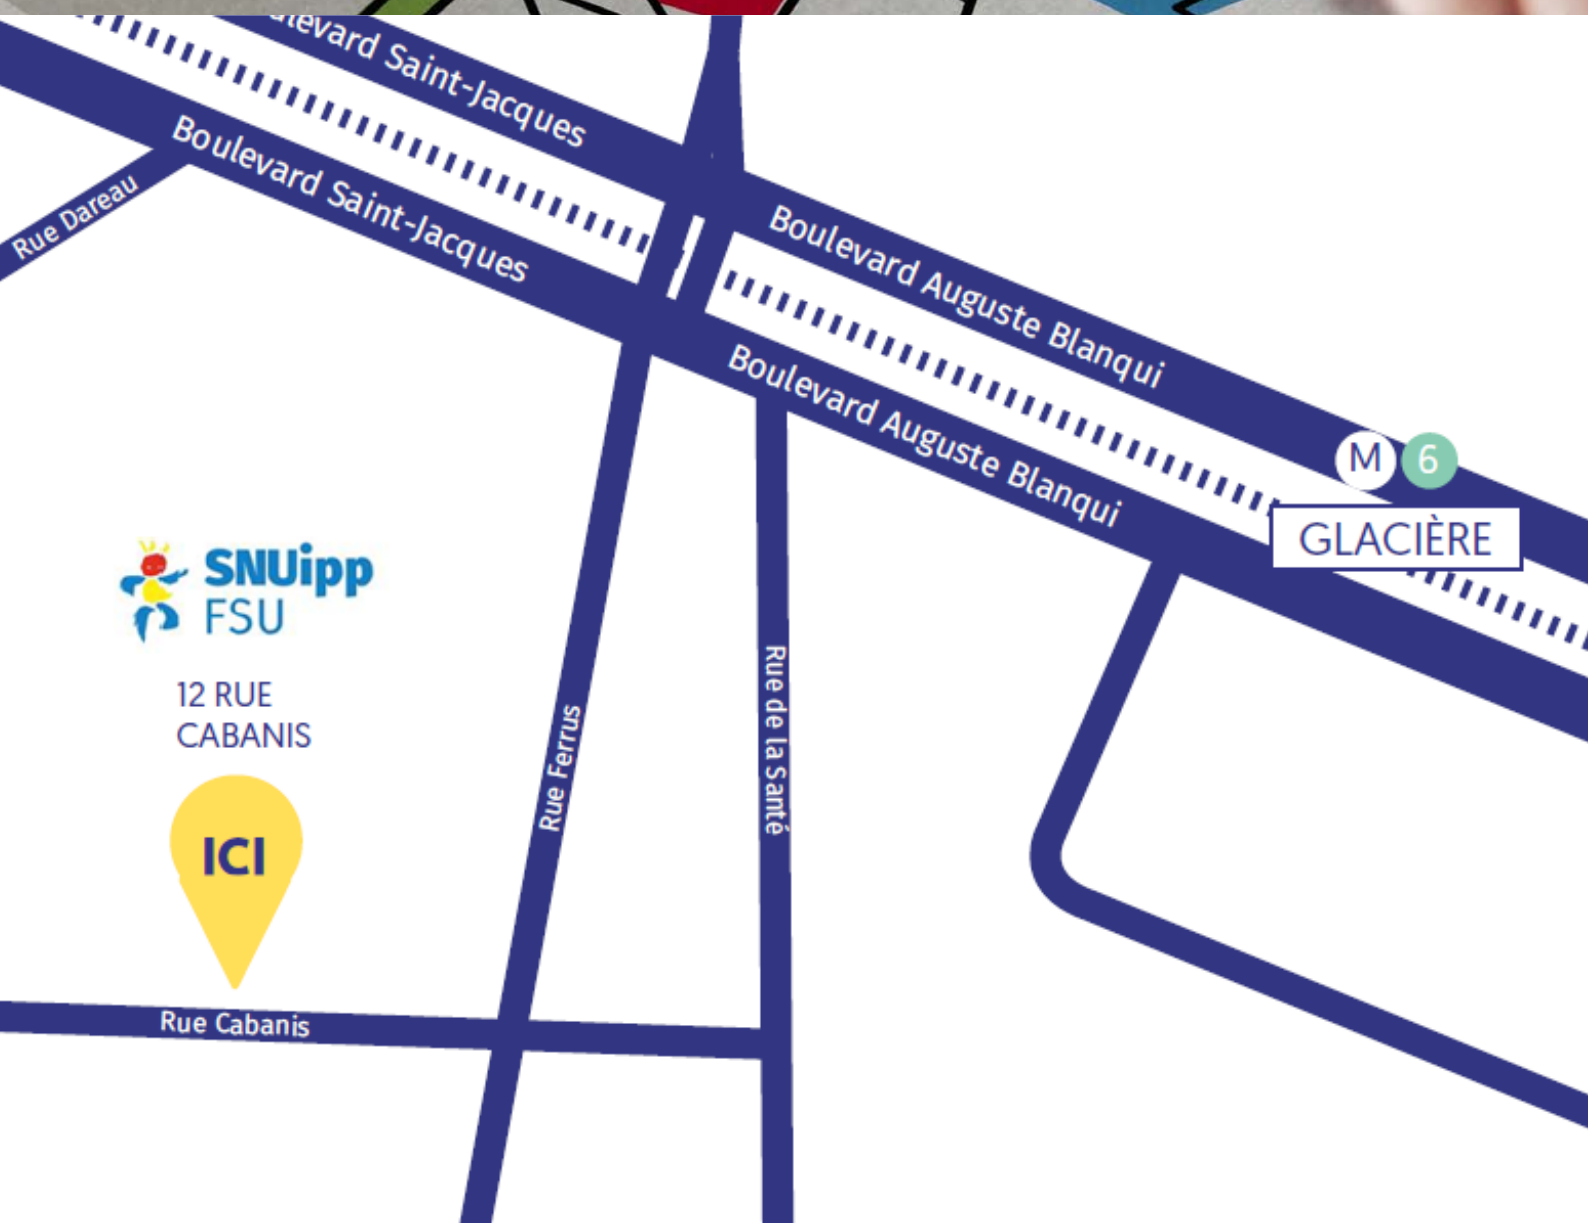 Boulevard Saint-Jacques
Boulevard Saint-Jacques
Rue Dareau
Boulevard Auguste Blanqui
Boulevard Auguste Blanqui
M 6
GLACIÈRE
SNUipp
FSU
12 RUE
CABANIS
ICI
Rue Ferrus
Rue de la Santé
Rue Cabanis